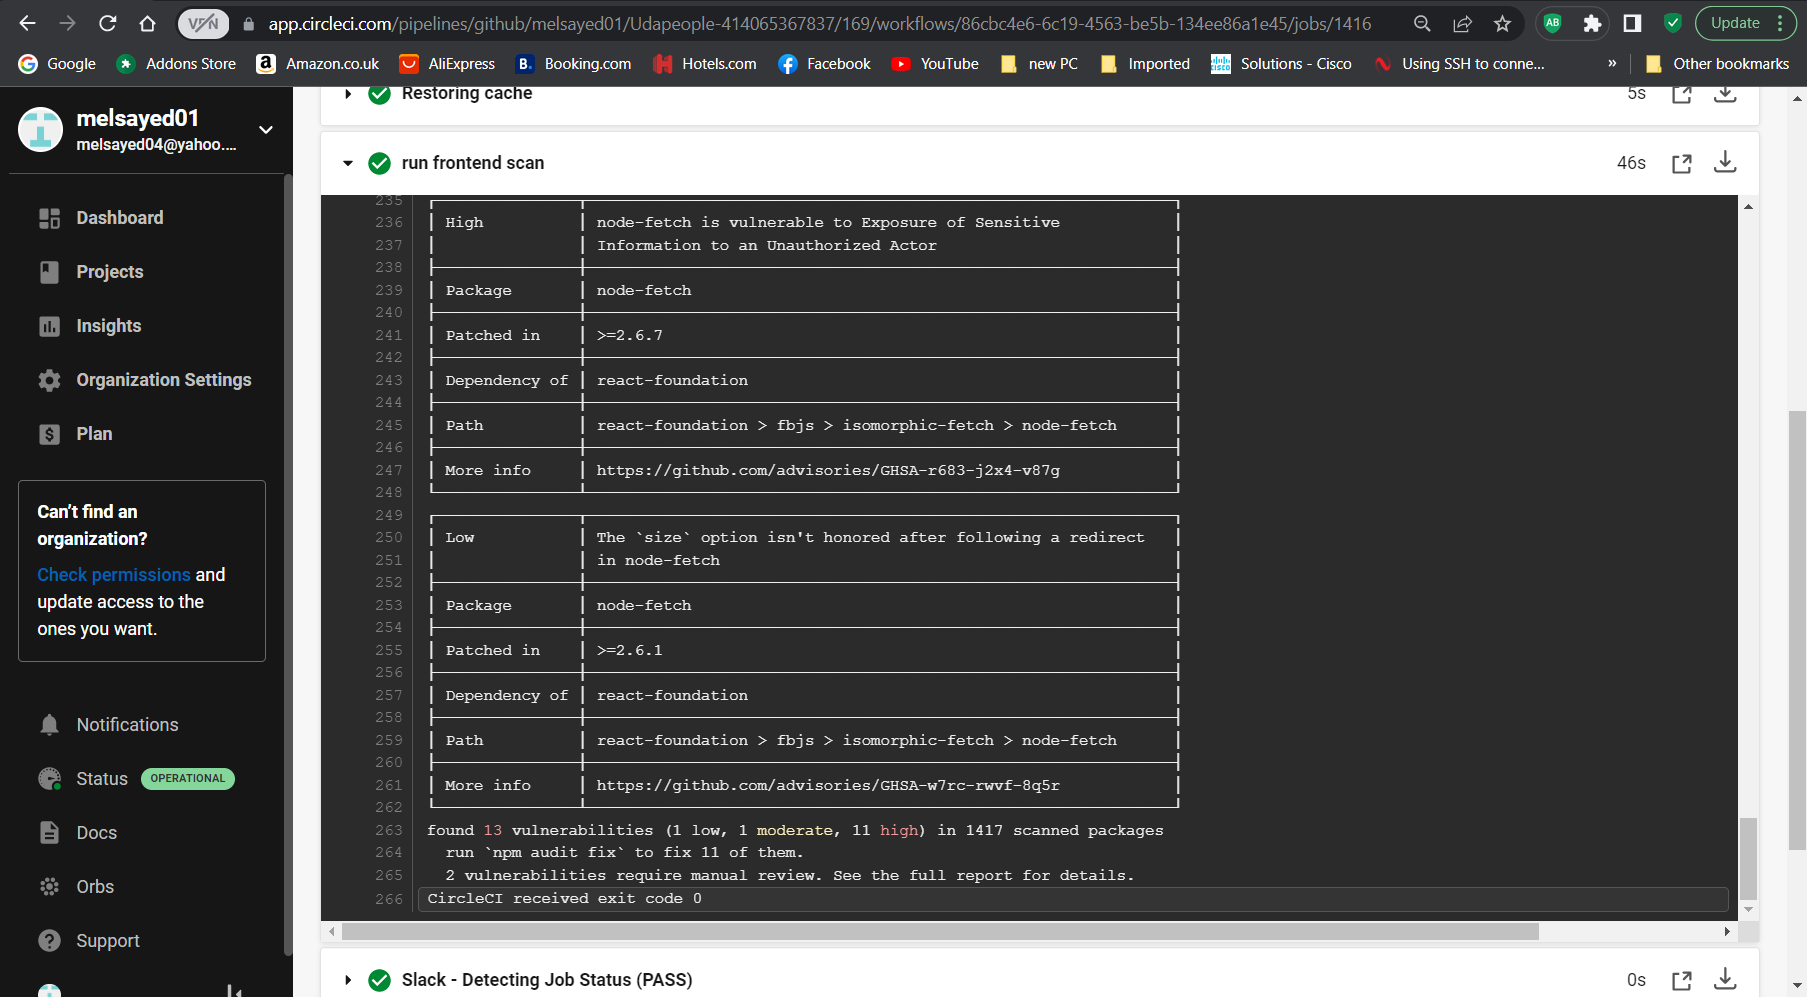 VPN
app.circleci.com/pipelines/github/melsayed01/Udapeople-414065367837/169/workflows/86cbc4e6-6c19-4563-be5b-134ee86a1e45/jobs/1416
AB
Update
Google
Addons Store
Amazon.co.uk
AliExpress
Booking.com
Hotels.com
Facebook
YouTube
new PC
Imported
Solutions - Cisco
Using SSH to conne...
»
Other bookmarks
melsayed01
melsayed04@yahoo....
Dashboard
Projects
Insights
Organization Settings
Plan
Can't find an
organization?
Check permissions and
update access to the
ones you want.
Notifications
Status OPERATIONAL
Docs
Orbs
Support
Restoring cache 5s
run frontend scan 46s
235
236 High node-fetch is vulnerable to Exposure of Sensitive
237 Information to an Unauthorized Actor
238
239 Package node-fetch
240
241 Patched in >=2.6.7
242
243 Dependency of react-foundation
244
245 Path react-foundation > fbjs > isomorphic-fetch > node-fetch
246
247 More info https://github.com/advisories/GHSA-r683-j2x4-v87g
248
249
250 Low The `size` option isn't honored after following a redirect
251 in node-fetch
252
253 Package node-fetch
254
255 Patched in >=2.6.1
256
257 Dependency of react-foundation
258
259 Path react-foundation > fbjs > isomorphic-fetch > node-fetch
260
261 More info https://github.com/advisories/GHSA-w7rc-rwvf-8q5r
262
263 found 13 vulnerabilities (1 low, 1 moderate, 11 high) in 1417 scanned packages
264 run `npm audit fix` to fix 11 of them.
265 2 vulnerabilities require manual review. See the full report for details.
266 CircleCI received exit code 0
Slack - Detecting Job Status (PASS) 0s